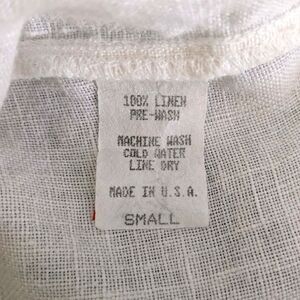 100% LINEN
PRE-WASH
MACHINE WASH
COLD WATER
LINE DRY
MADE IN U.S.A.
SMALL